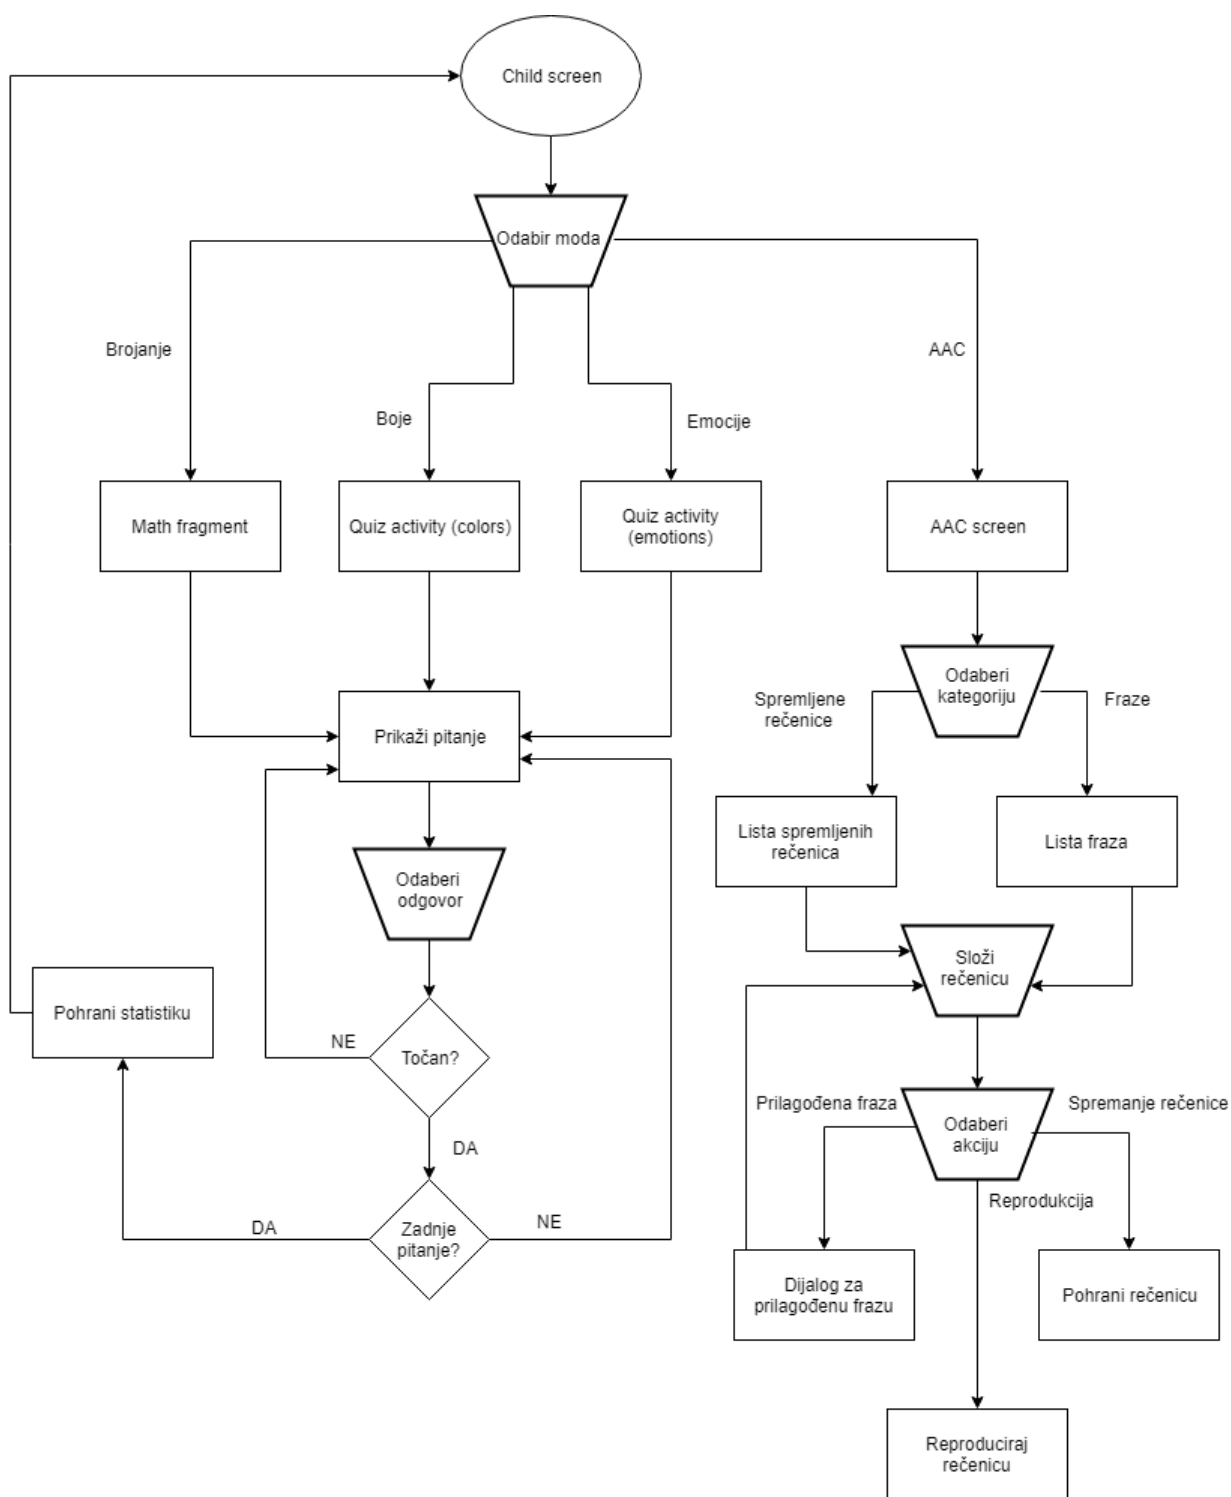 Child screen
Odabir moda
Brojanje
AAC
Boje
Emocije
Math fragment
Quiz activity (colors)
Quiz activity
(emotions)
AAC screen
Odaberi
kategoriju
Spremljene
rečenice
Fraze
Prikaži pitanje
Lista spremljenih
rečenica
Lista fraza
Odaberi
odgovor
Složi
rečenicu
Pohrani statistiku
NE
Točan?
DA
Prilagođena fraza
Odaberi
akciju
Spremanje rečenice
Reprodukcija
DA
Zadnje
pitanje?
NE
Dijalog za
prilagođenu frazu
Pohrani rečenicu
Reproduciraj
rečenicu